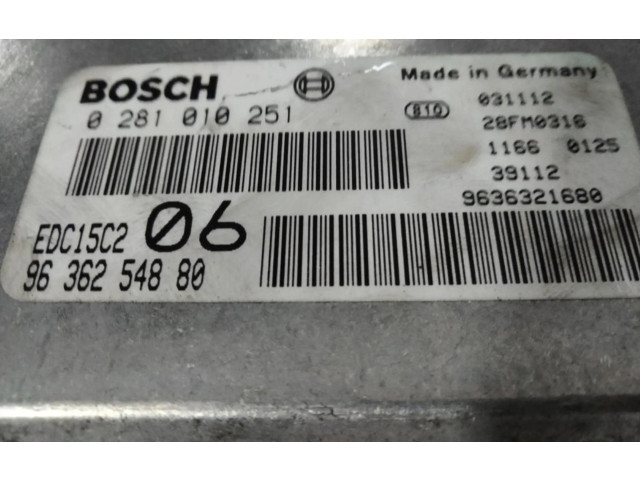 BOSCH
0 281 010 251
EDC15C2 06
96 362 548 80
Made in Germany
810 031112
28FM0316
1166 0125
39112
9636321680